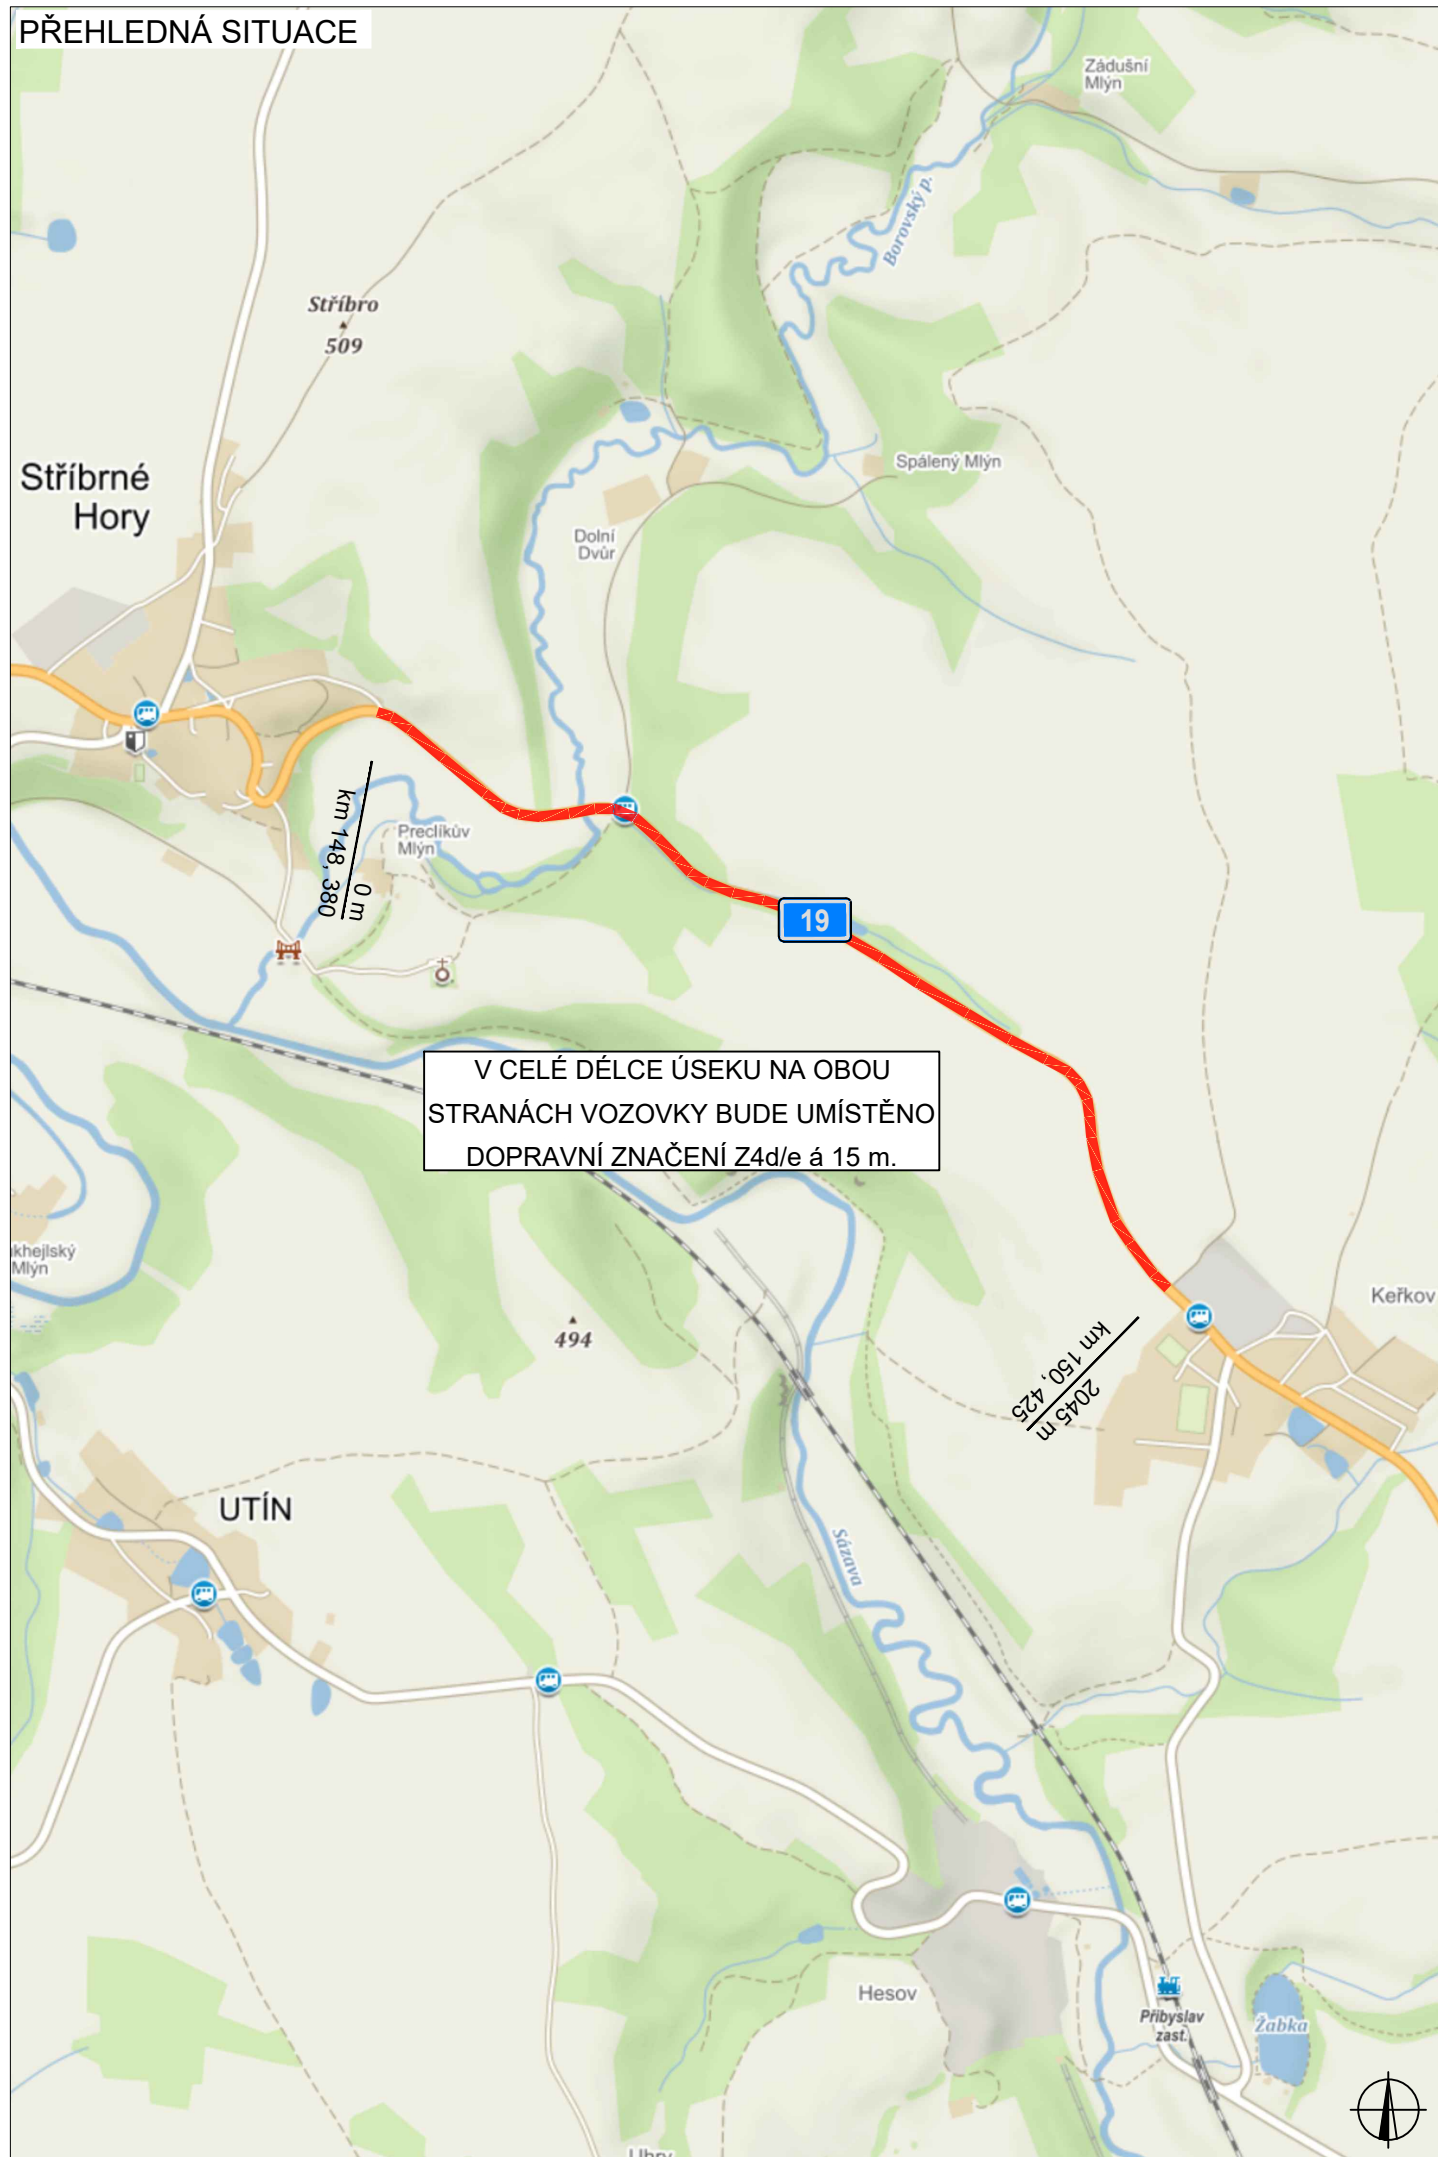 PŘEHLEDNÁ SITUACE
Zádušní
Mlýn
Borovský p.
Stříbro
509
Stříbrné
Hory
Spálený Mlýn
Dolní
Dvůr
Preclíkův
Mlýn
0 m
km 148, 380
19
V CELÉ DÉLCE ÚSEKU NA OBOU
STRANÁCH VOZOVKY BUDE UMÍSTĚNO
DOPRAVNÍ ZNAČENÍ Z4d/e á 15 m.
khejlský
Mlýn
494
Keřkov
km 150, 425
2045 m
UTÍN
Sázava
Hesov
Přibyslav
zast.
Žabka